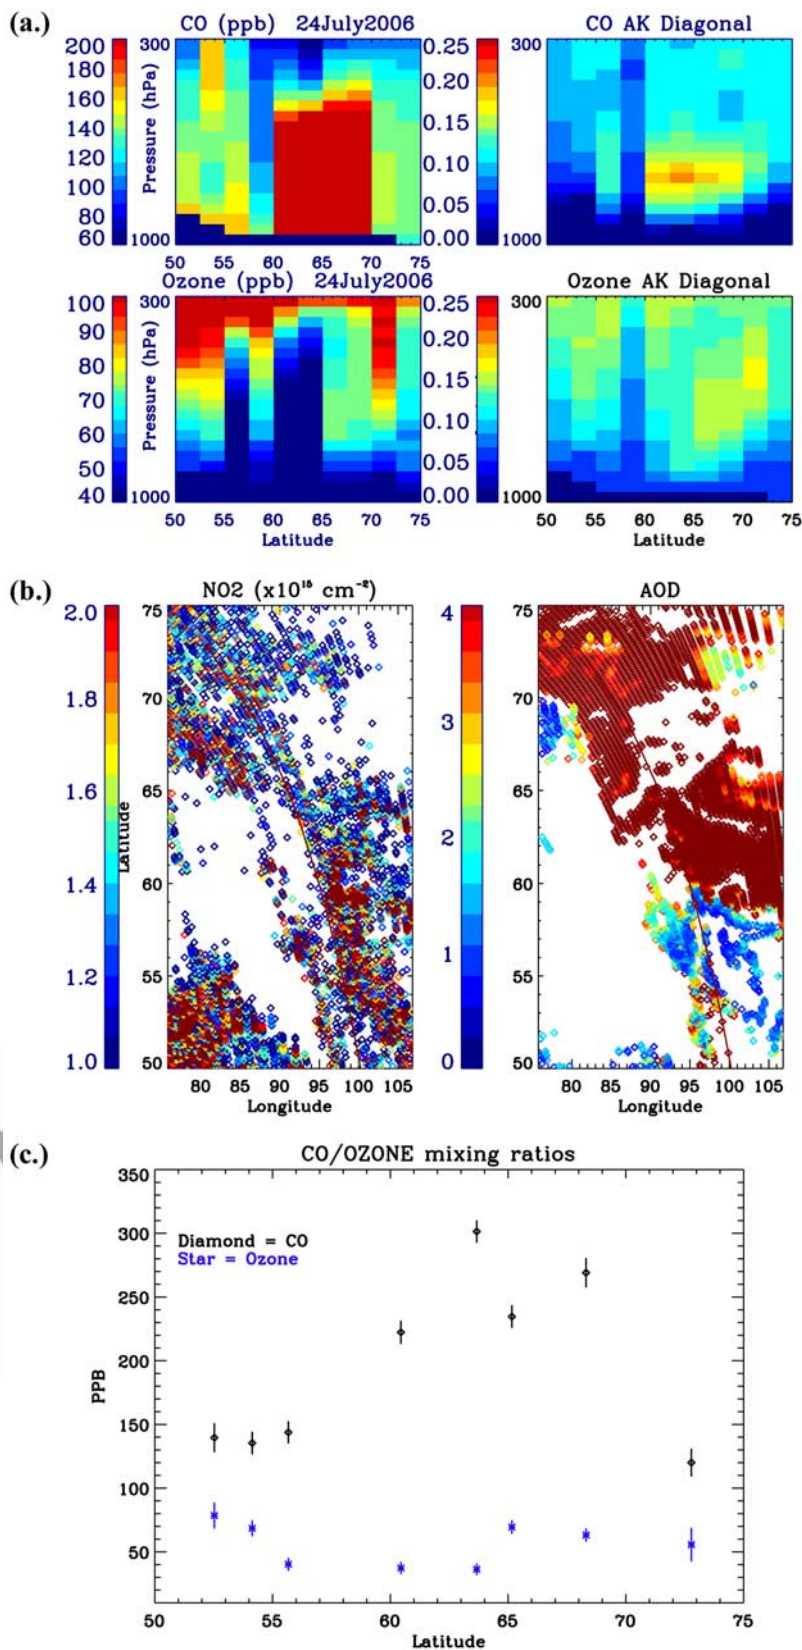 (a.)
CO (ppb) 24July2006
CO AK Diagonal
200
180
160
140
120
100
80
60
Pressure (hPa)
300
1000
50 55 60 65 70 75
0.25
0.20
0.15
0.10
0.05
0.00
300
1000
50 55 60 65 70 75
Ozone (ppb) 24July2006
Ozone AK Diagonal
100
90
80
70
60
50
40
Pressure (hPa)
300
1000
50 55 60 65 70 75
Latitude
0.25
0.20
0.15
0.10
0.05
0.00
300
1000
50 55 60 65 70 75
Latitude
(b.)
NO2 (x10¹⁵ cm⁻²)
AOD
2.0
1.8
1.6
1.4
1.2
1.0
Latitude
75
70
65
60
55
50
80 85 90 95 100 105
Longitude
4
3
2
1
0
75
70
65
60
55
50
80 85 90 95 100 105
Longitude
(c.)
CO/OZONE mixing ratios
Diamond = CO
Star = Ozone
PPB
350
300
250
200
150
100
50
50 55 60 65 70 75
Latitude